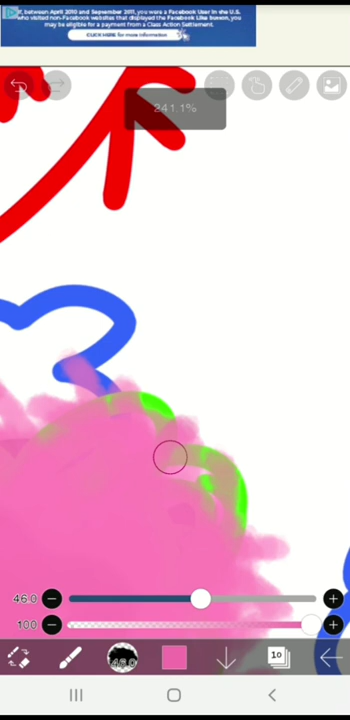 If, between April 2010 and September 2011, you were a Facebook User in the U.S.
who visited non-Facebook websites that displayed the Facebook Like button, you
may be eligible for a payment from a Class Action Settlement.
CLICK HERE for more information
241.1%
46.0
100
46.0
10